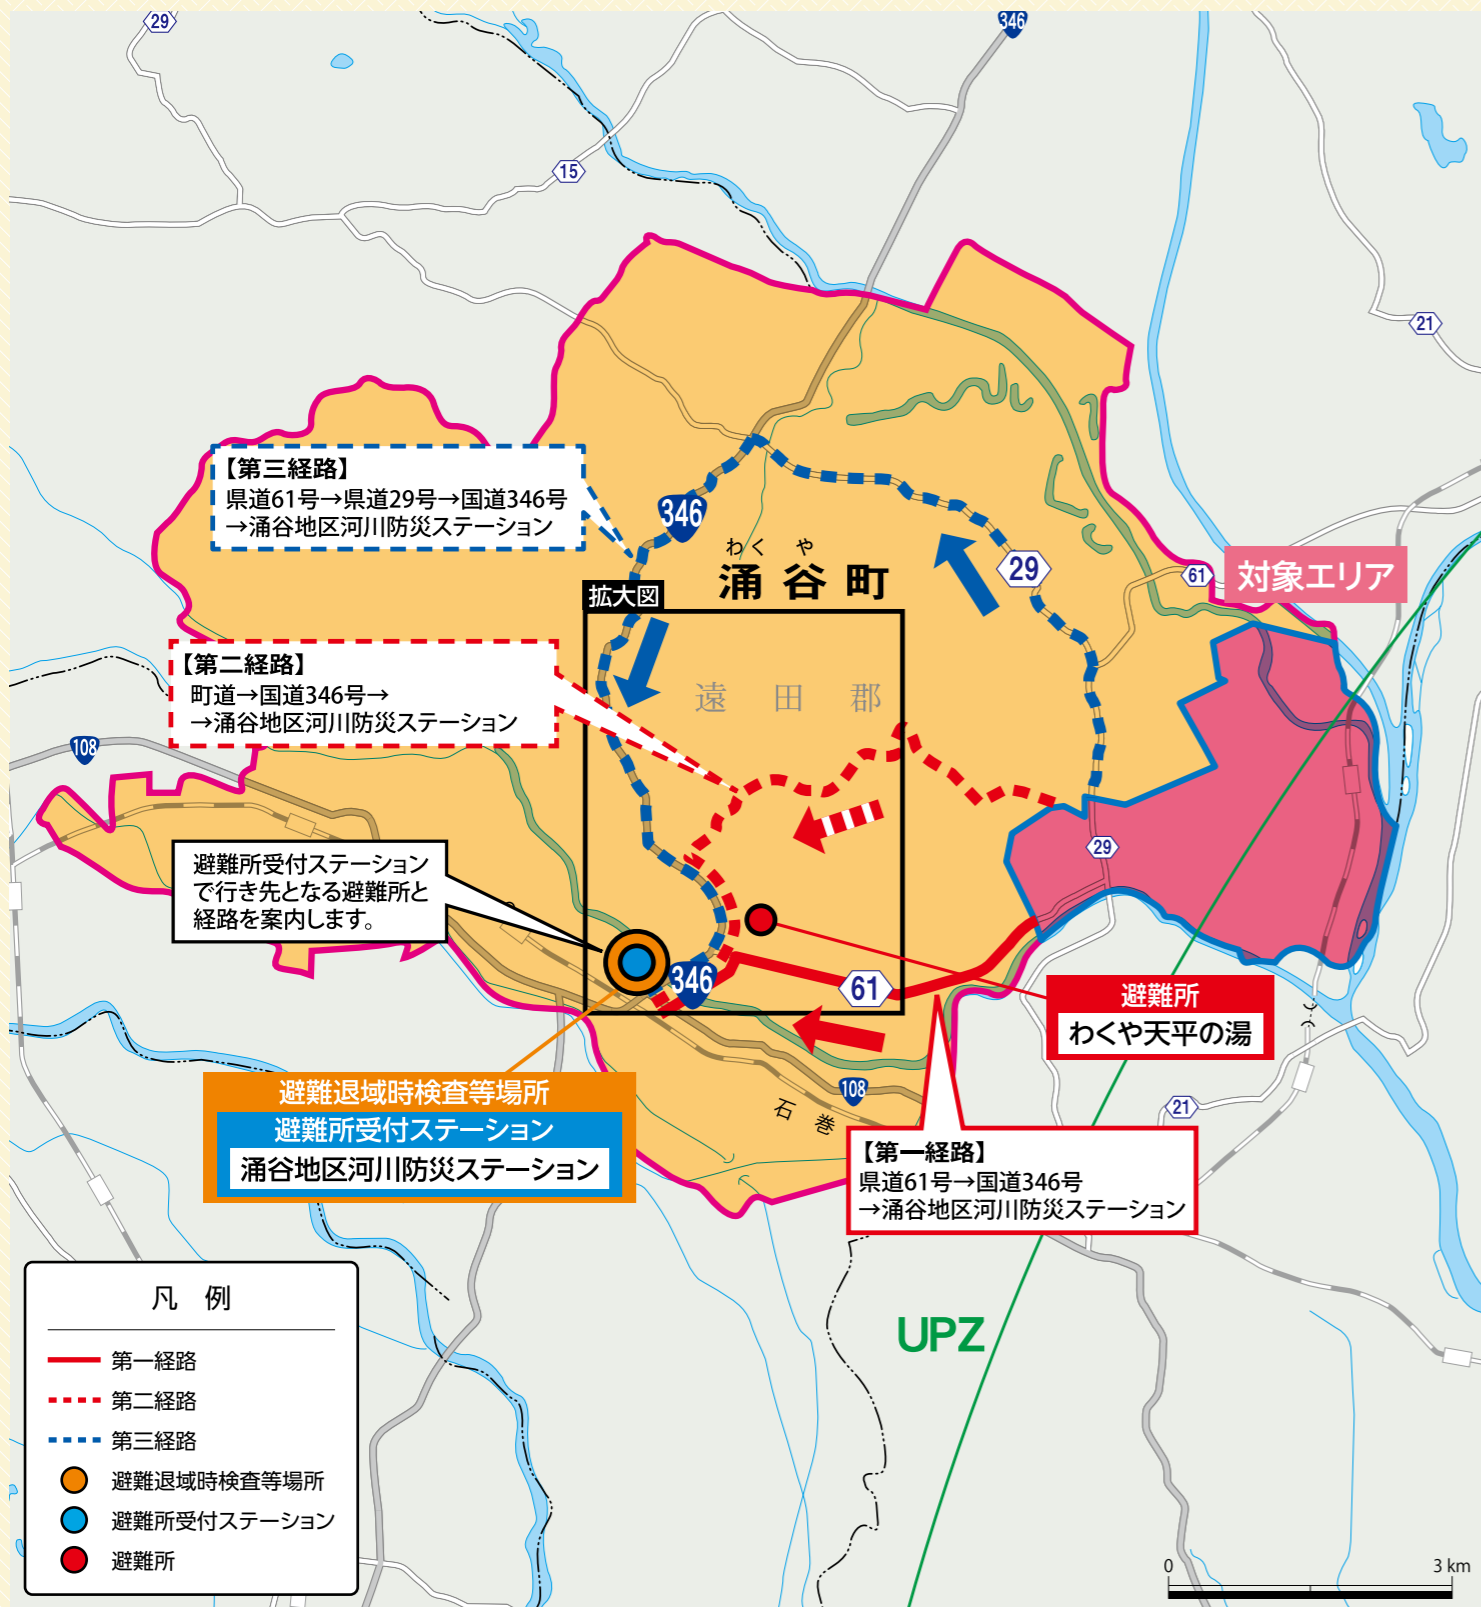 29
346
15
21
【第三経路】
県道61号→県道29号→国道346号
→涌谷地区河川防災ステーション
346
わくや
涌谷町
29
61
対象エリア
拡大図
【第二経路】
町道→国道346号→
→涌谷地区河川防災ステーション
遠田郡
108
29
避難所受付ステーション
で行き先となる避難所と
経路を案内します。
346
61
避難所
わくや天平の湯
避難退域時検査等場所
避難所受付ステーション
涌谷地区河川防災ステーション
108
石巻
21
【第一経路】
県道61号→国道346号
→涌谷地区河川防災ステーション
UPZ
凡例
第一経路
第二経路
第三経路
避難退域時検査等場所
避難所受付ステーション
避難所
0 3 km